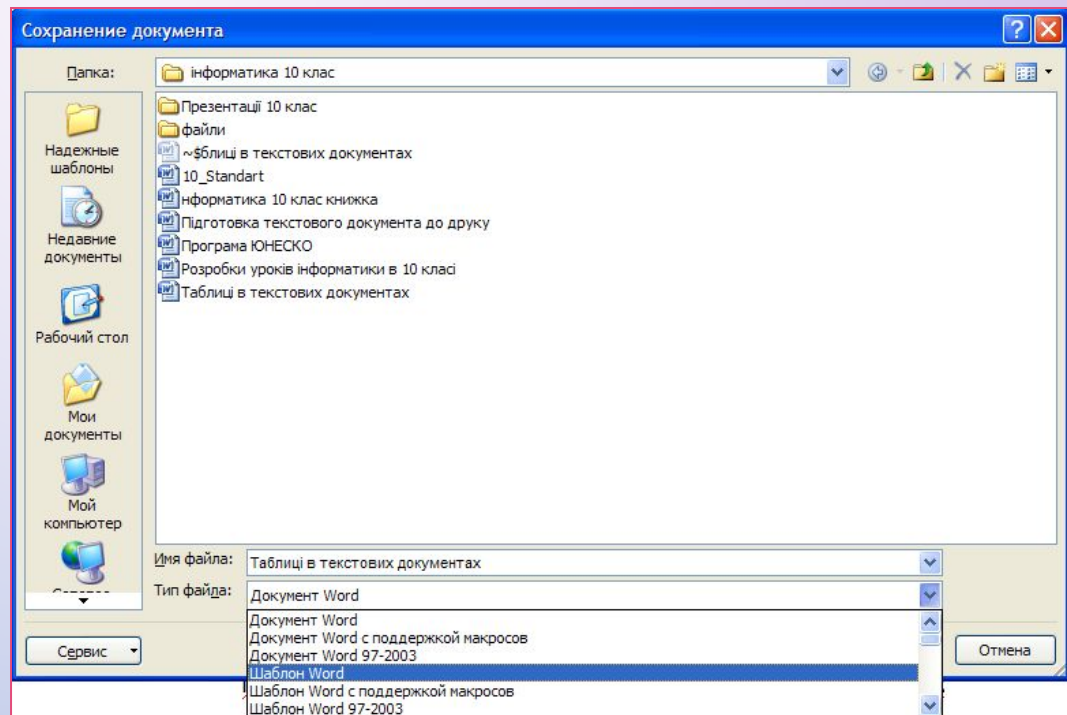 Сохранение документа
Папка:
інформатика 10 клас
Надежные
шаблоны
Недавние
документы
Рабочий стол
Мои
документы
Мой
компьютер
Презентації 10 клас
файли
~$блиці в текстових документах
10_Standart
нформатика 10 клас книжка
Підготовка текстового документа до друку
Програма ЮНЕСКО
Розробки уроків інформатики в 10 класі
Таблиці в текстових документах
Имя файла:
Таблиці в текстових документах
Тип файла:
Документ Word
Документ Word
Документ Word с поддержкой макросов
Документ Word 97-2003
Шаблон Word
Шаблон Word с поддержкой макросов
Шаблон Word 97-2003
Сервис
Отмена